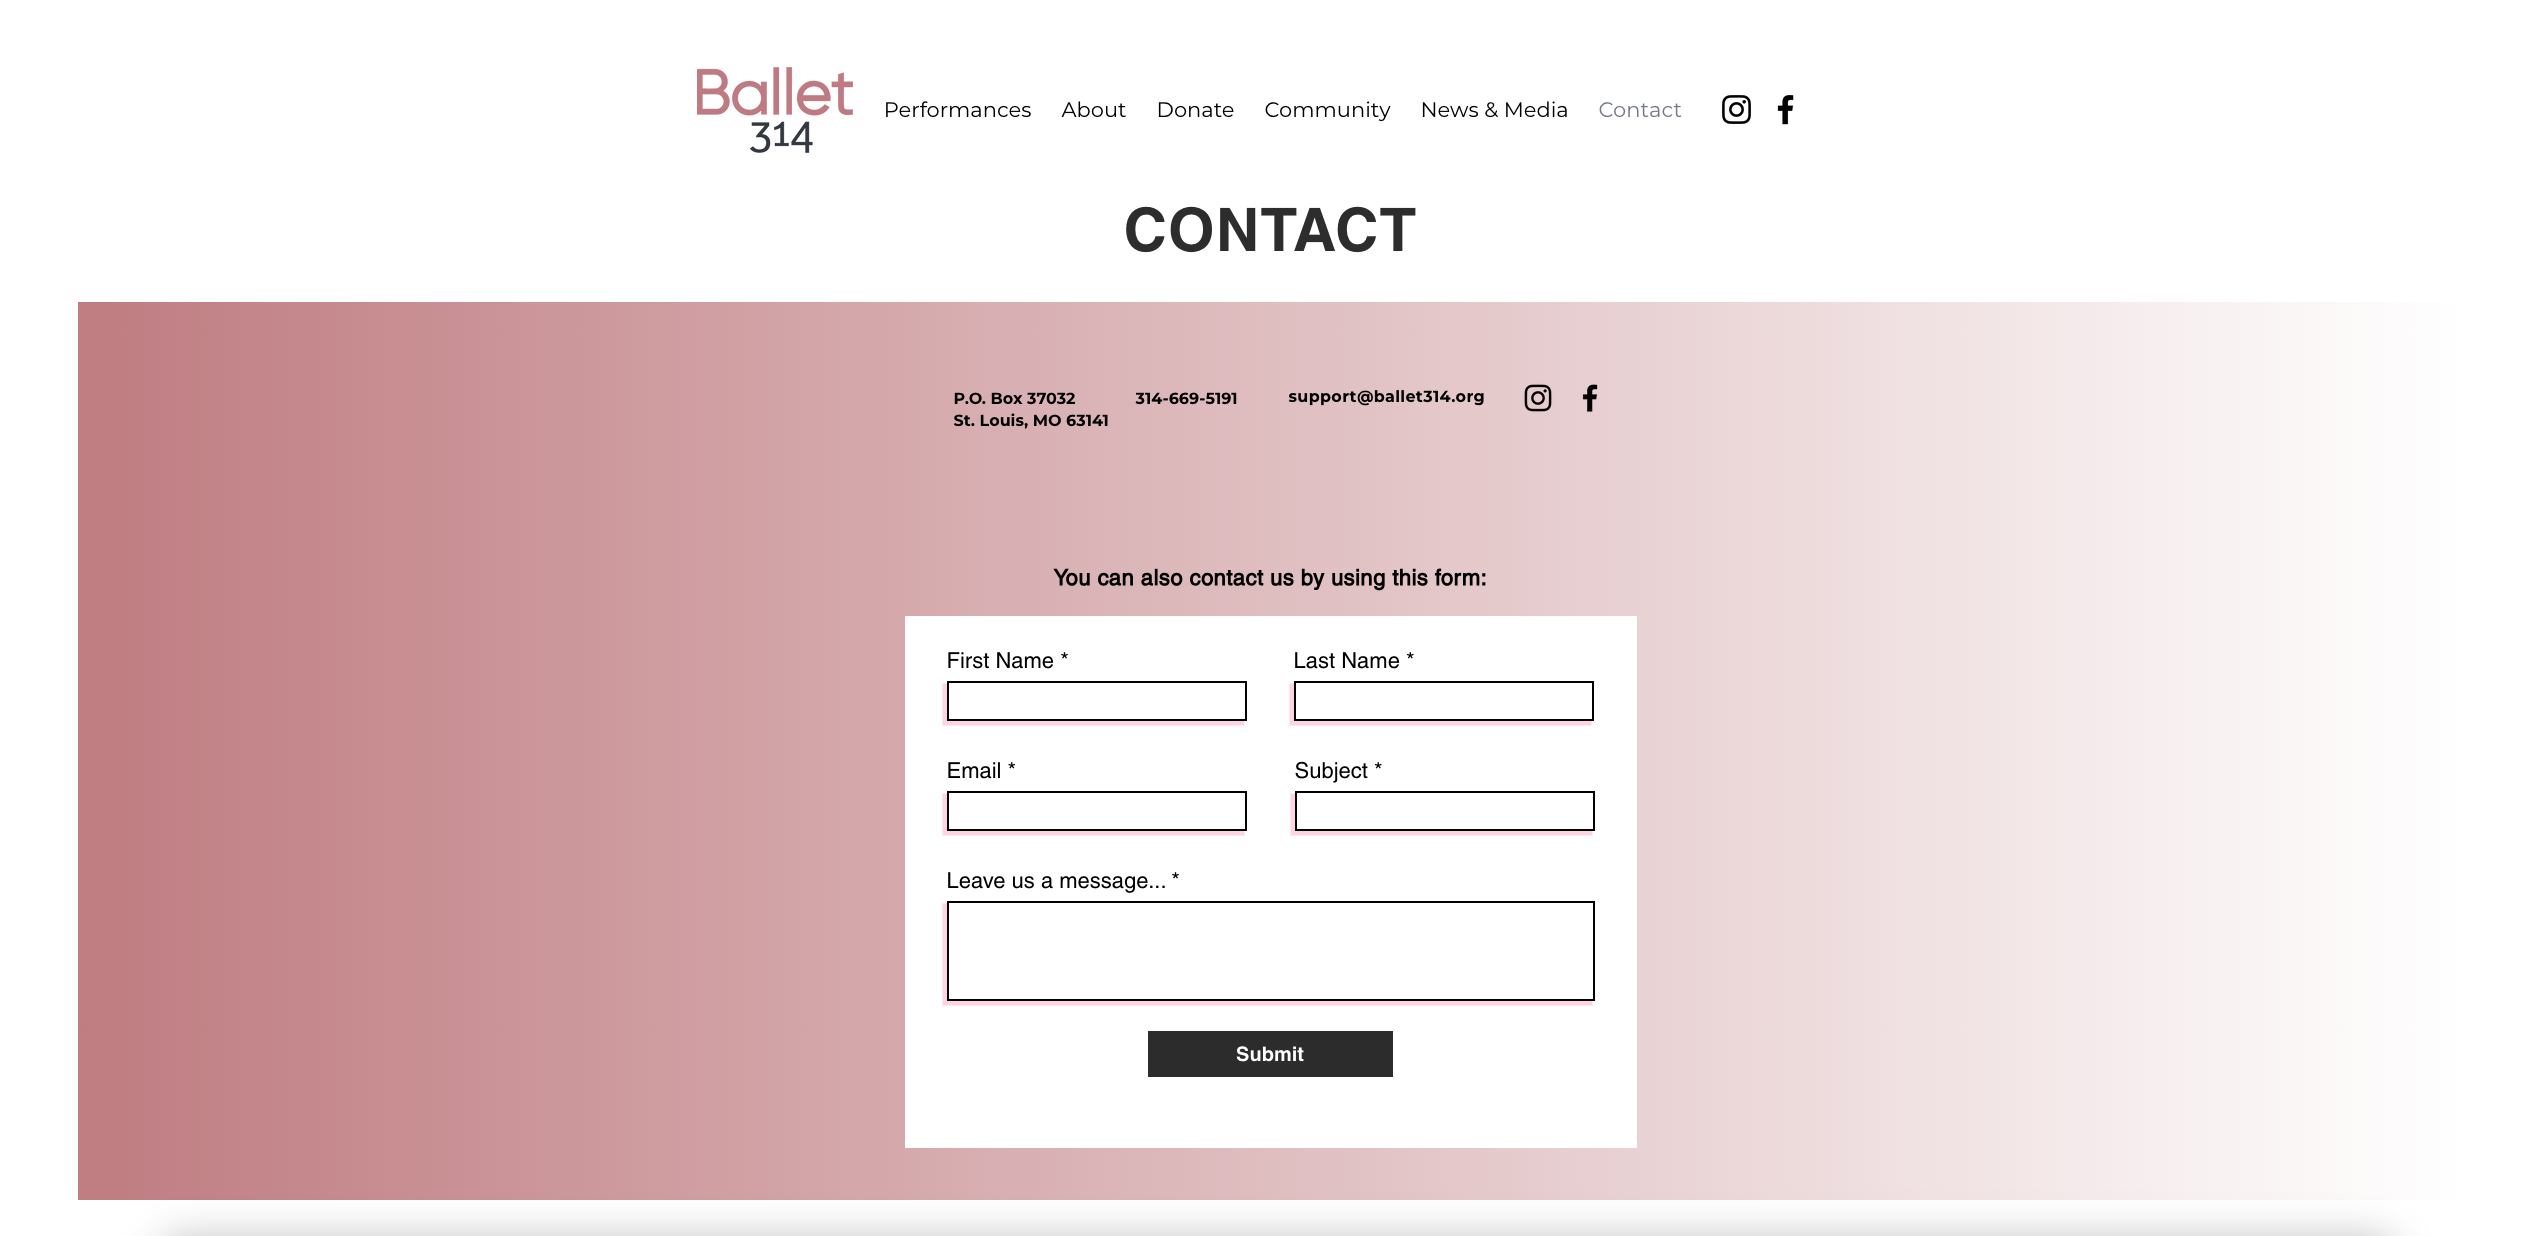 Ballet
314
Performances About Donate Community News & Media Contact
CONTACT
P.O. Box 37032 314-669-5191 support@ballet314.org
St. Louis, MO 63141
You can also contact us by using this form:
First Name * Last Name *
Email * Subject *
Leave us a message... *
Submit